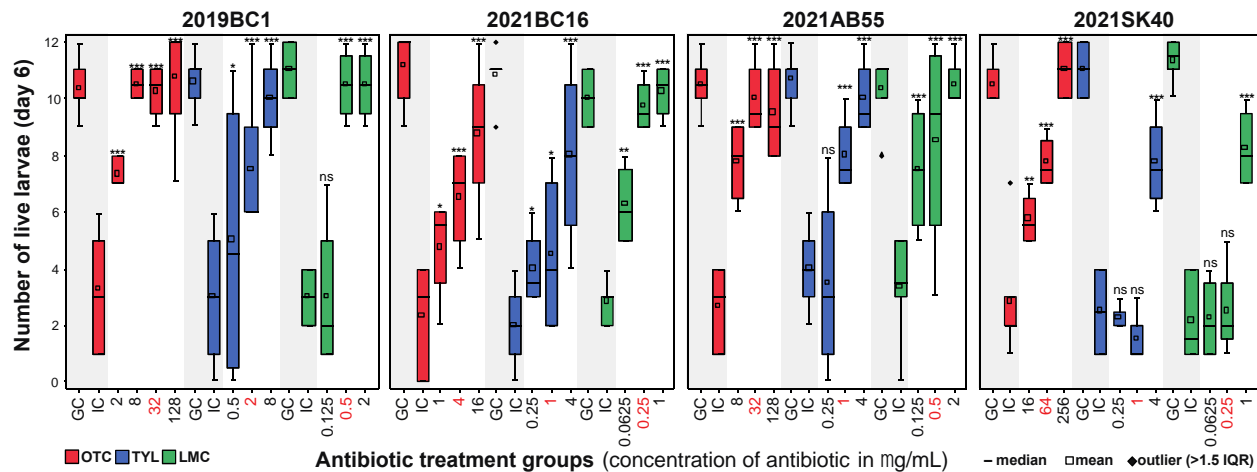 2019BC1 2021BC16 2021AB55 2021SK40
Number of live larvae (day 6)
12
10
8
6
4
2
0
*** *** *** *** * *** *** ns *** ***
* *** *** * * *** ** *** ***
*** *** *** ns *** *** *** *** ***
** *** *** ns ns *** ns ns ***
GC IC 2 8 32 128 GC IC 0.5 2 8 GC IC 0.1125 0.5 2
GC IC 1 4 16 GC IC 0.25 1 4 GC IC 0.0625 0.25 1
GC IC 8 32 128 GC IC 0.25 1 4 GC IC 0.125 0.5 2
GC IC 16 64 256 GC IC 0.25 1 4 GC IC 0.0625 0.25 1
OTC TYL LMC
Antibiotic treatment groups (concentration of antibiotic in mg/mL)
median mean outlier (>1.5 IQR)